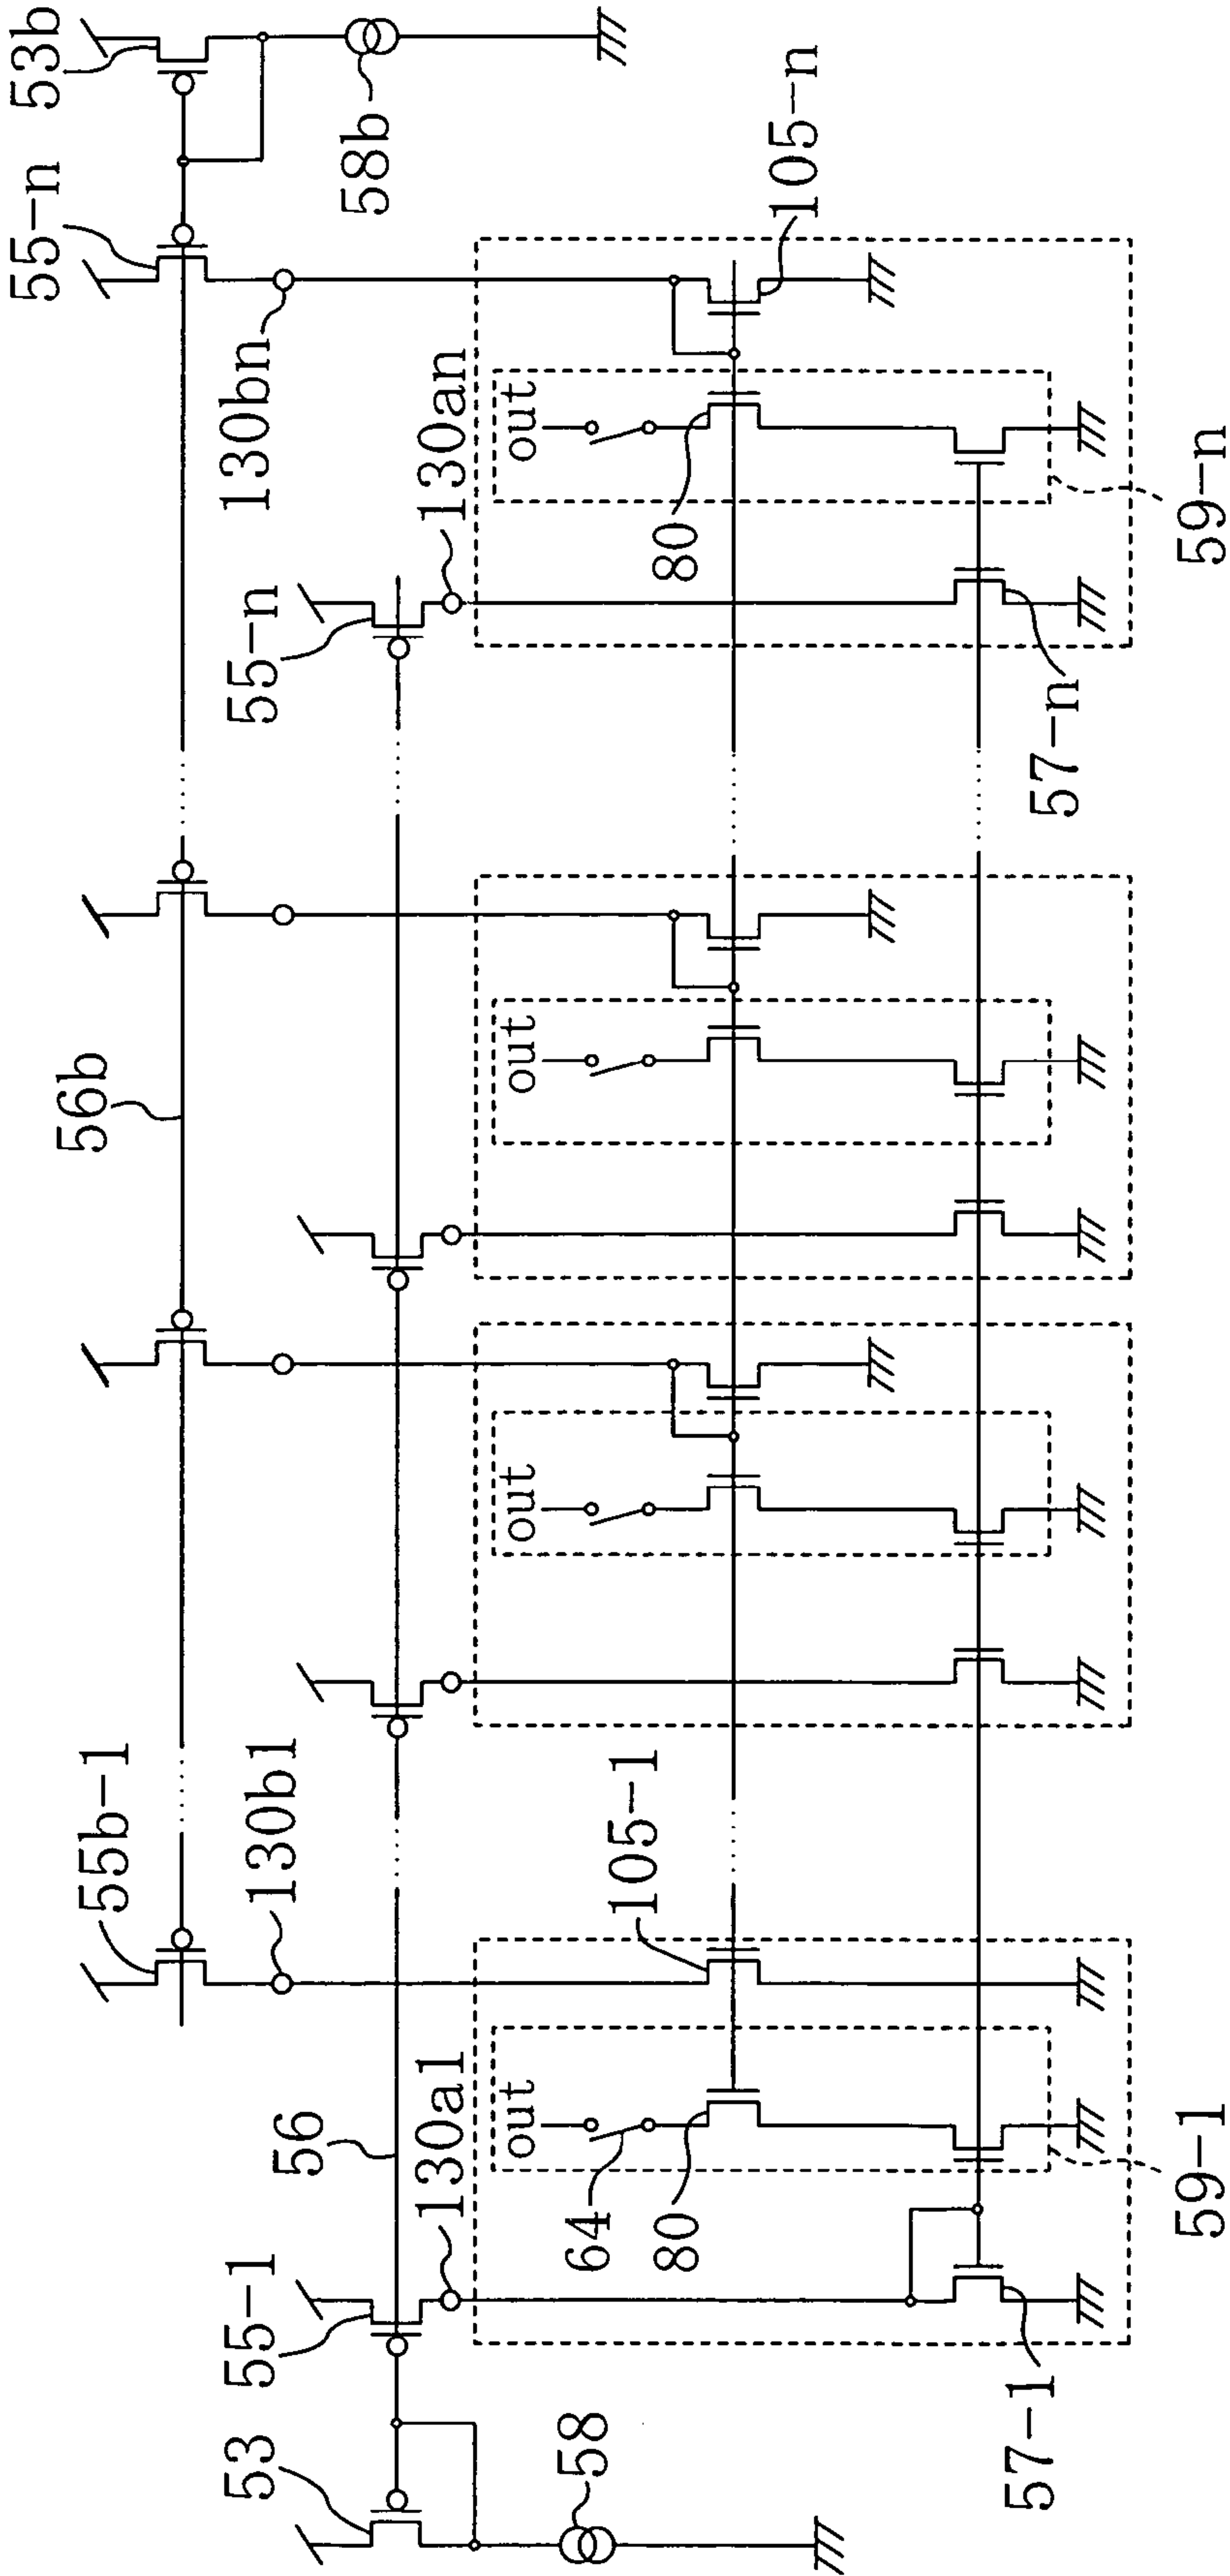 53b
55-n
58b
130bn
105-n
out
130an
80
59-n
55-n
57-n
56b
out
out
55b-1
130b1
105-1
56
130a1
out
64
80
59-1
55-1
57-1
53
58